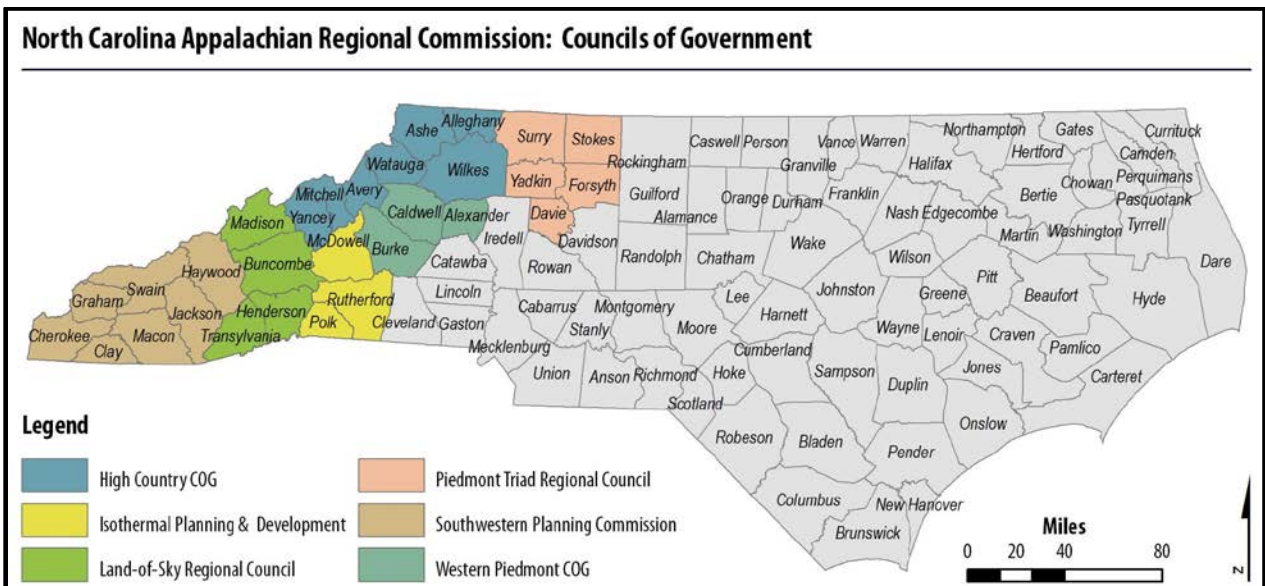 North Carolina Appalachian Regional Commission: Councils of Government
Ashe
Alleghany
Surry
Stokes
Watauga
Wilkes
Yadkin
Forsyth
Rockingham
Caswell
Person
Granville
Vance
Warren
Northampton
Gates
Currituck
Halifax
Hertford
Camden
Perquimans
Pasquotank
Chowan
Bertie
Mitchell
Avery
Yancey
Caldwell
Alexander
Davie
Guilford
Alamance
Orange
Durham
Franklin
Nash
Edgecombe
Martin
Washington
Tyrrell
Dare
Madison
McDowell
Burke
Iredell
Davidson
Buncombe
Catawba
Rowan
Randolph
Chatham
Wake
Wilson
Pitt
Beaufort
Hyde
Haywood
Swain
Graham
Jackson
Rutherford
Lincoln
Cabarrus
Montgomery
Lee
Johnston
Greene
Henderson
Polk
Cleveland
Gaston
Stanly
Moore
Harnett
Wayne
Lenoir
Craven
Pamlico
Cherokee
Clay
Macon
Transylvania
Mecklenburg
Union
Anson
Richmond
Hoke
Cumberland
Sampson
Duplin
Jones
Carteret
Scotland
Onslow
Robeson
Bladen
Pender
Columbus
New Hanover
Brunswick
Legend
High Country COG
Isothermal Planning & Development
Land-of-Sky Regional Council
Piedmont Triad Regional Council
Southwestern Planning Commission
Western Piedmont COG
Miles
0 20 40 80
N